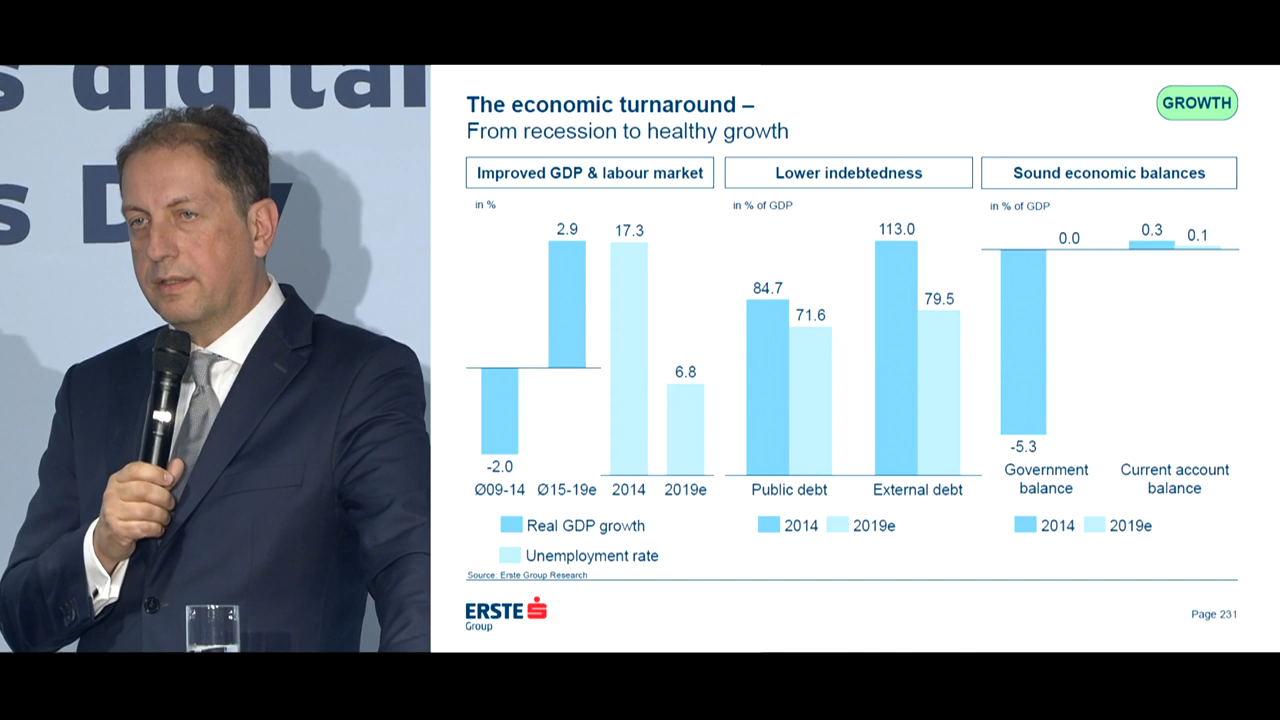 s digital
s D y
The economic turnaround –
From recession to healthy growth
GROWTH
Improved GDP & labour market
in %
2.9
17.3
6.8
-2.0
Ø09-14 Ø15-19e 2014 2019e
Real GDP growth
Unemployment rate
Source: Erste Group Research
Lower indebtedness
in % of GDP
113.0
84.7
79.5
71.6
Public debt External debt
2014 2019e
Sound economic balances
in % of GDP
0.0
0.3
0.1
-5.3
Government
balance
Current account
balance
2014 2019e
ERSTE
Group
Page 231